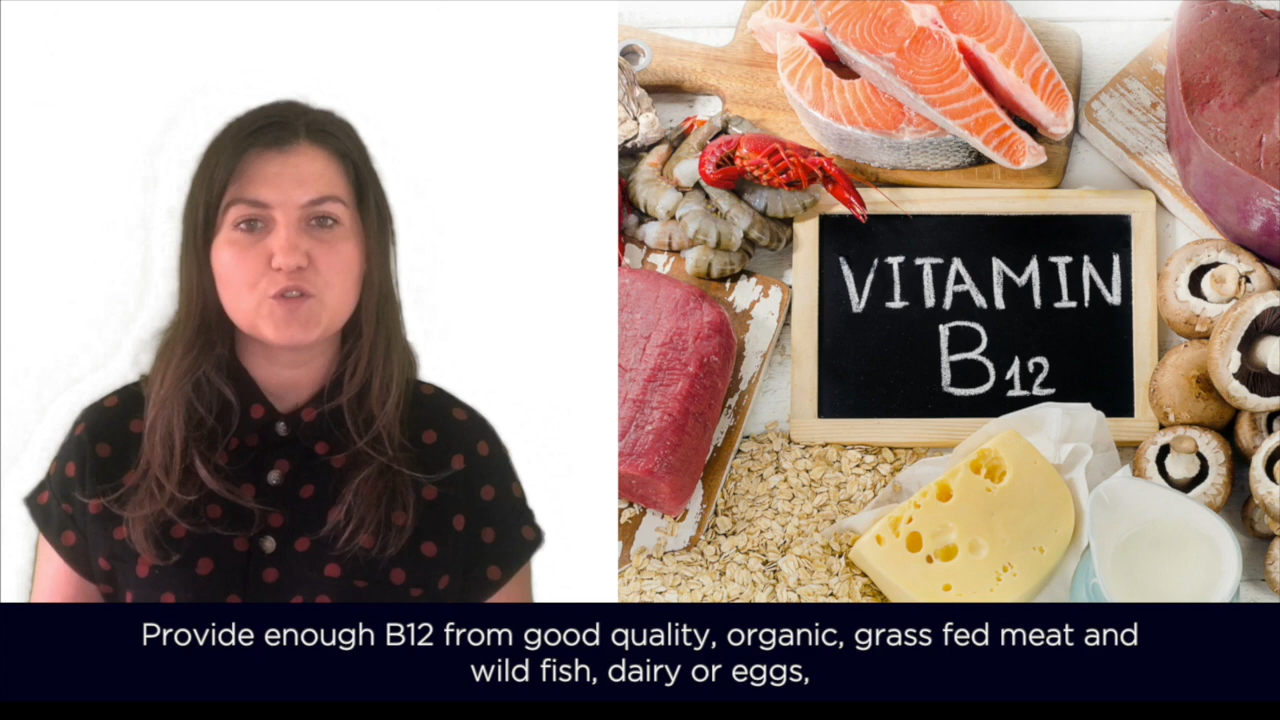 VITAMIN
B12
Provide enough B12 from good quality, organic, grass fed meat and
wild fish, dairy or eggs,